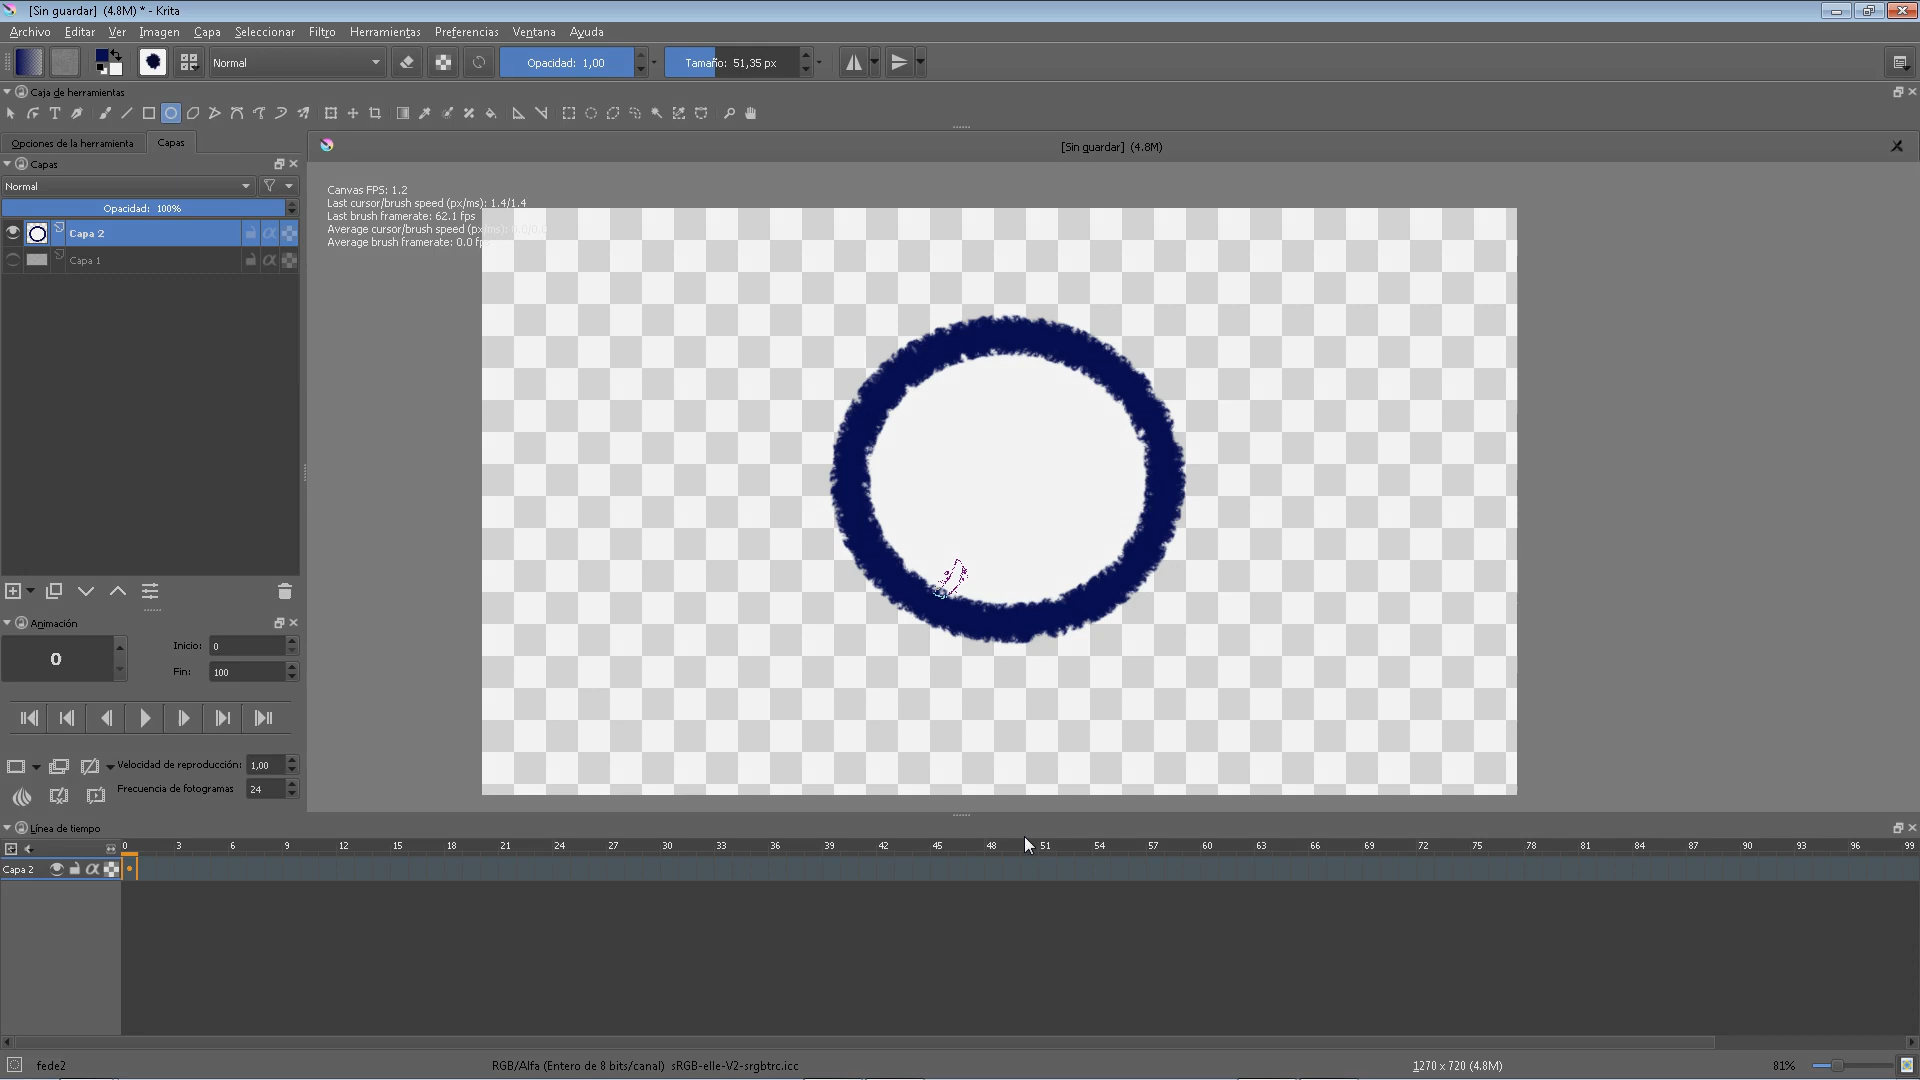 [Sin guardar] (4.8M) * - Krita
Archivo Editar Ver Imagen Capa Seleccionar Filtro Herramientas Preferencias Ventana Ayuda
Normal Opacidad: 1,00 Tamaño: 51,35 px
Caja de herramientas
Opciones de la herramienta Capas
[Sin guardar] (4.8M)
Capas
Normal
Opacidad: 100%
Capa 2
Capa 1
Canvas FPS: 1.2
Last cursor/brush speed (px/ms): 1.4/1.4
Last brush framerate: 62.1 fps
Average cursor/brush speed (px/ms): 0.0/0.0
Average brush framerate: 0.0 fps
Animación
0
Inicio: 0
Fin: 100
Velocidad de reproducción: 1,00
Frecuencia de fotogramas 24
Línea de tiempo
0 3 6 9 12 15 18 21 24 27 30 33 36 39 42 45 48 51 54 57 60 63 66 69 72 75 78 81 84 87 90 93 96 99
Capa 2
fede2 RGB/Alfa (Entero de 8 bits/canal) sRGB-elle-V2-srgbtrc.icc 1270 x 720 (4.8M) 81%